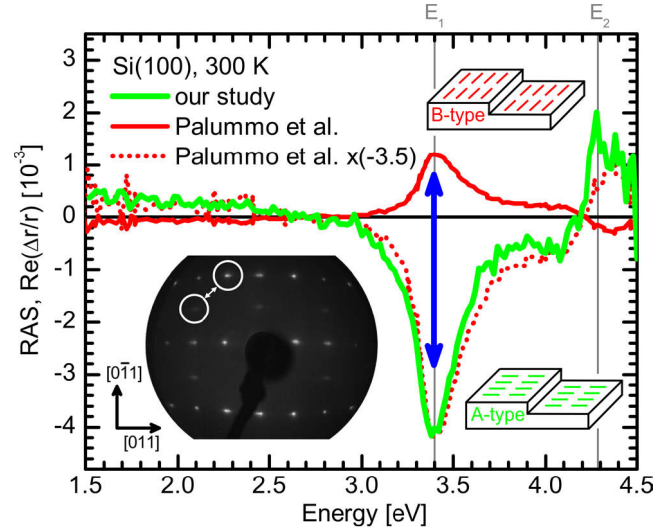 E₁ E₂
Si(100), 300 K
our study
Palummo et al.
Palummo et al. x(-3.5)
B-type
A-type
[01̄1]
[011]
RAS, Re(Δr/r) [10⁻³]
3
2
1
0
-1
-2
-3
-4
1.5 2.0 2.5 3.0 3.5 4.0 4.5
Energy [eV]